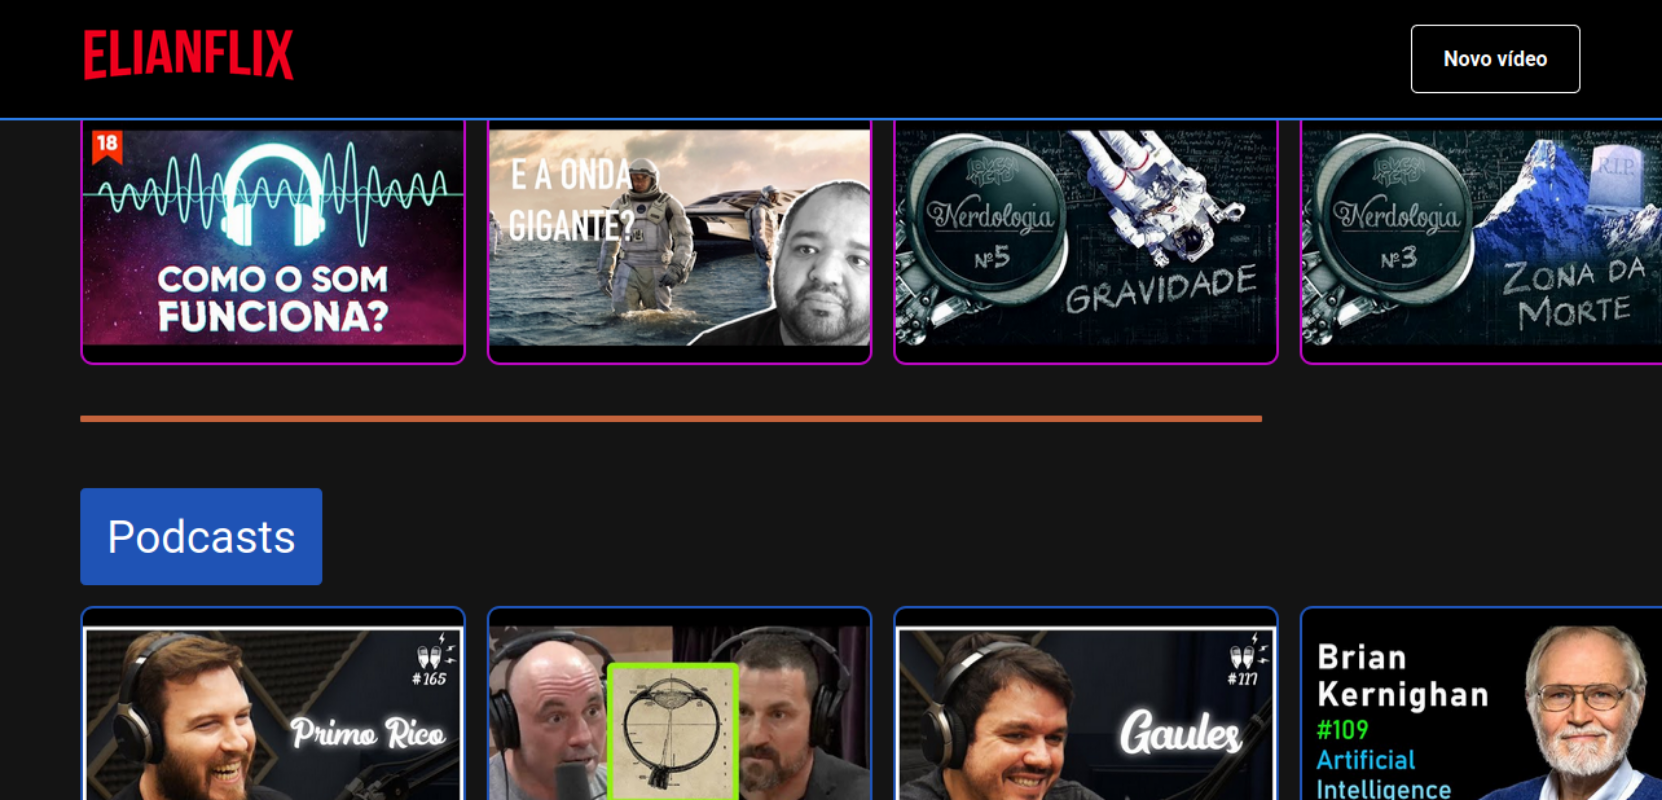 ELIANFLIX
Novo vídeo
18
COMO O SOM
FUNCIONA?
E A ONDA
GIGANTE?
Nerdologia
Nº5
GRAVIDADE
Nerdologia
Nº3
R.I.P.
ZONA DA
MORTE
Podcasts
#165
Primo Rico
#117
Gaules
Brian
Kernighan
#109
Artificial
Intelligence